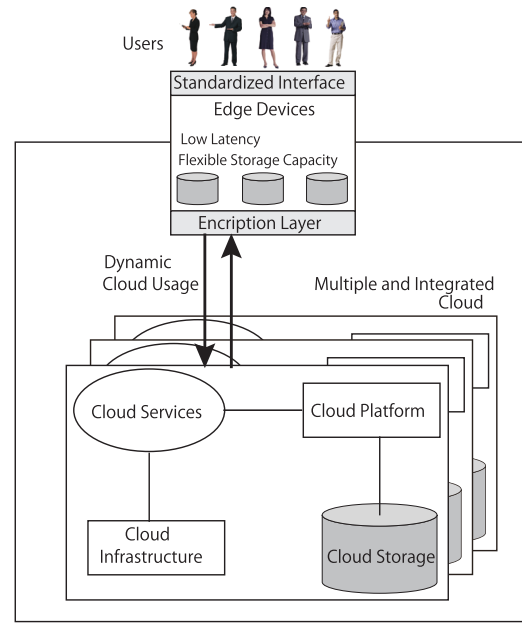 Users
Standardized Interface
Edge Devices
Low Latency
Flexible Storage Capacity
Encription Layer
Dynamic
Cloud Usage
Multiple and Integrated
Cloud
Cloud Services
Cloud Platform
Cloud
Infrastructure
Cloud Storage